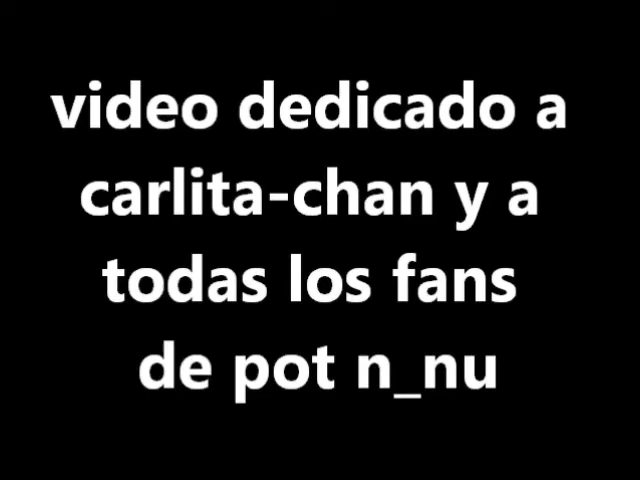 video dedicado a
carlita-chan y a
todas los fans
de pot n_nu